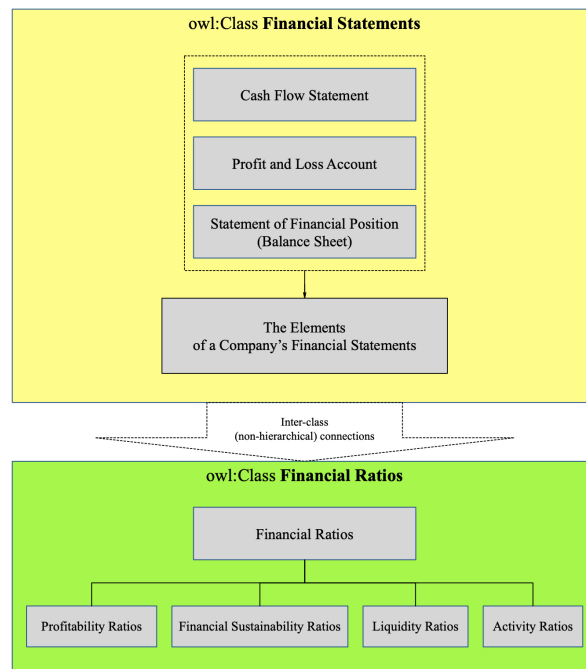 owl:Class Financial Statements
Cash Flow Statement
Profit and Loss Account
Statement of Financial Position
(Balance Sheet)
The Elements
of a Company's Financial Statements
Inter-class
(non-hierarchical) connections
owl:Class Financial Ratios
Financial Ratios
Profitability Ratios
Financial Sustainability Ratios
Liquidity Ratios
Activity Ratios